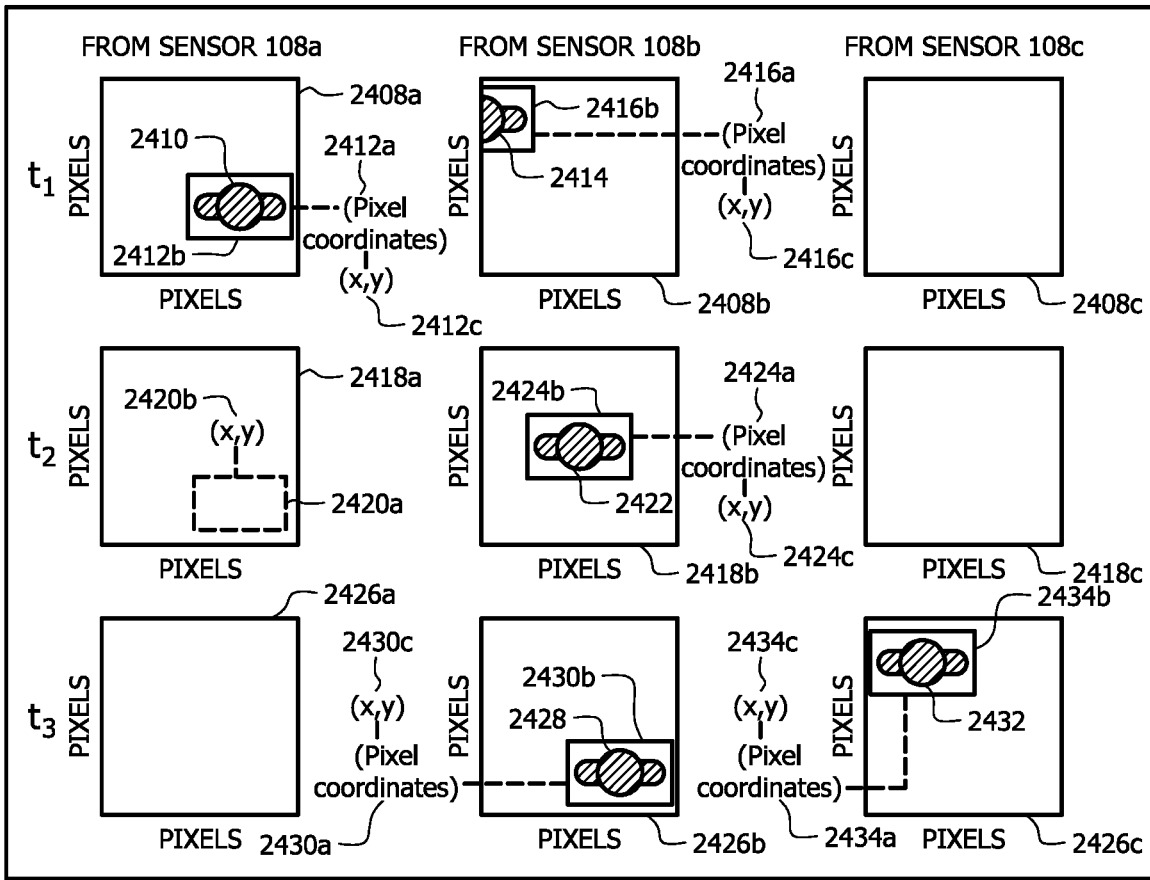 FROM SENSOR 108a
FROM SENSOR 108b
FROM SENSOR 108c
t1
PIXELS
2408a
2410
2412a
(Pixel
coordinates)
(x,y)
2412b
PIXELS
2412c
PIXELS
2416b
2414
2416a
(Pixel
coordinates)
(x,y)
2416c
PIXELS
2408b
PIXELS
PIXELS
2408c
t2
PIXELS
2418a
2420b
(x,y)
2420a
PIXELS
PIXELS
2424b
2422
2424a
(Pixel
coordinates)
(x,y)
2424c
PIXELS
2418b
PIXELS
PIXELS
2418c
t3
PIXELS
2426a
PIXELS
2430c
(x,y)
(Pixel
coordinates)
2430a
PIXELS
2430b
2428
PIXELS
2426b
2434c
(x,y)
(Pixel
coordinates)
2434a
PIXELS
2434b
2432
PIXELS
2426c